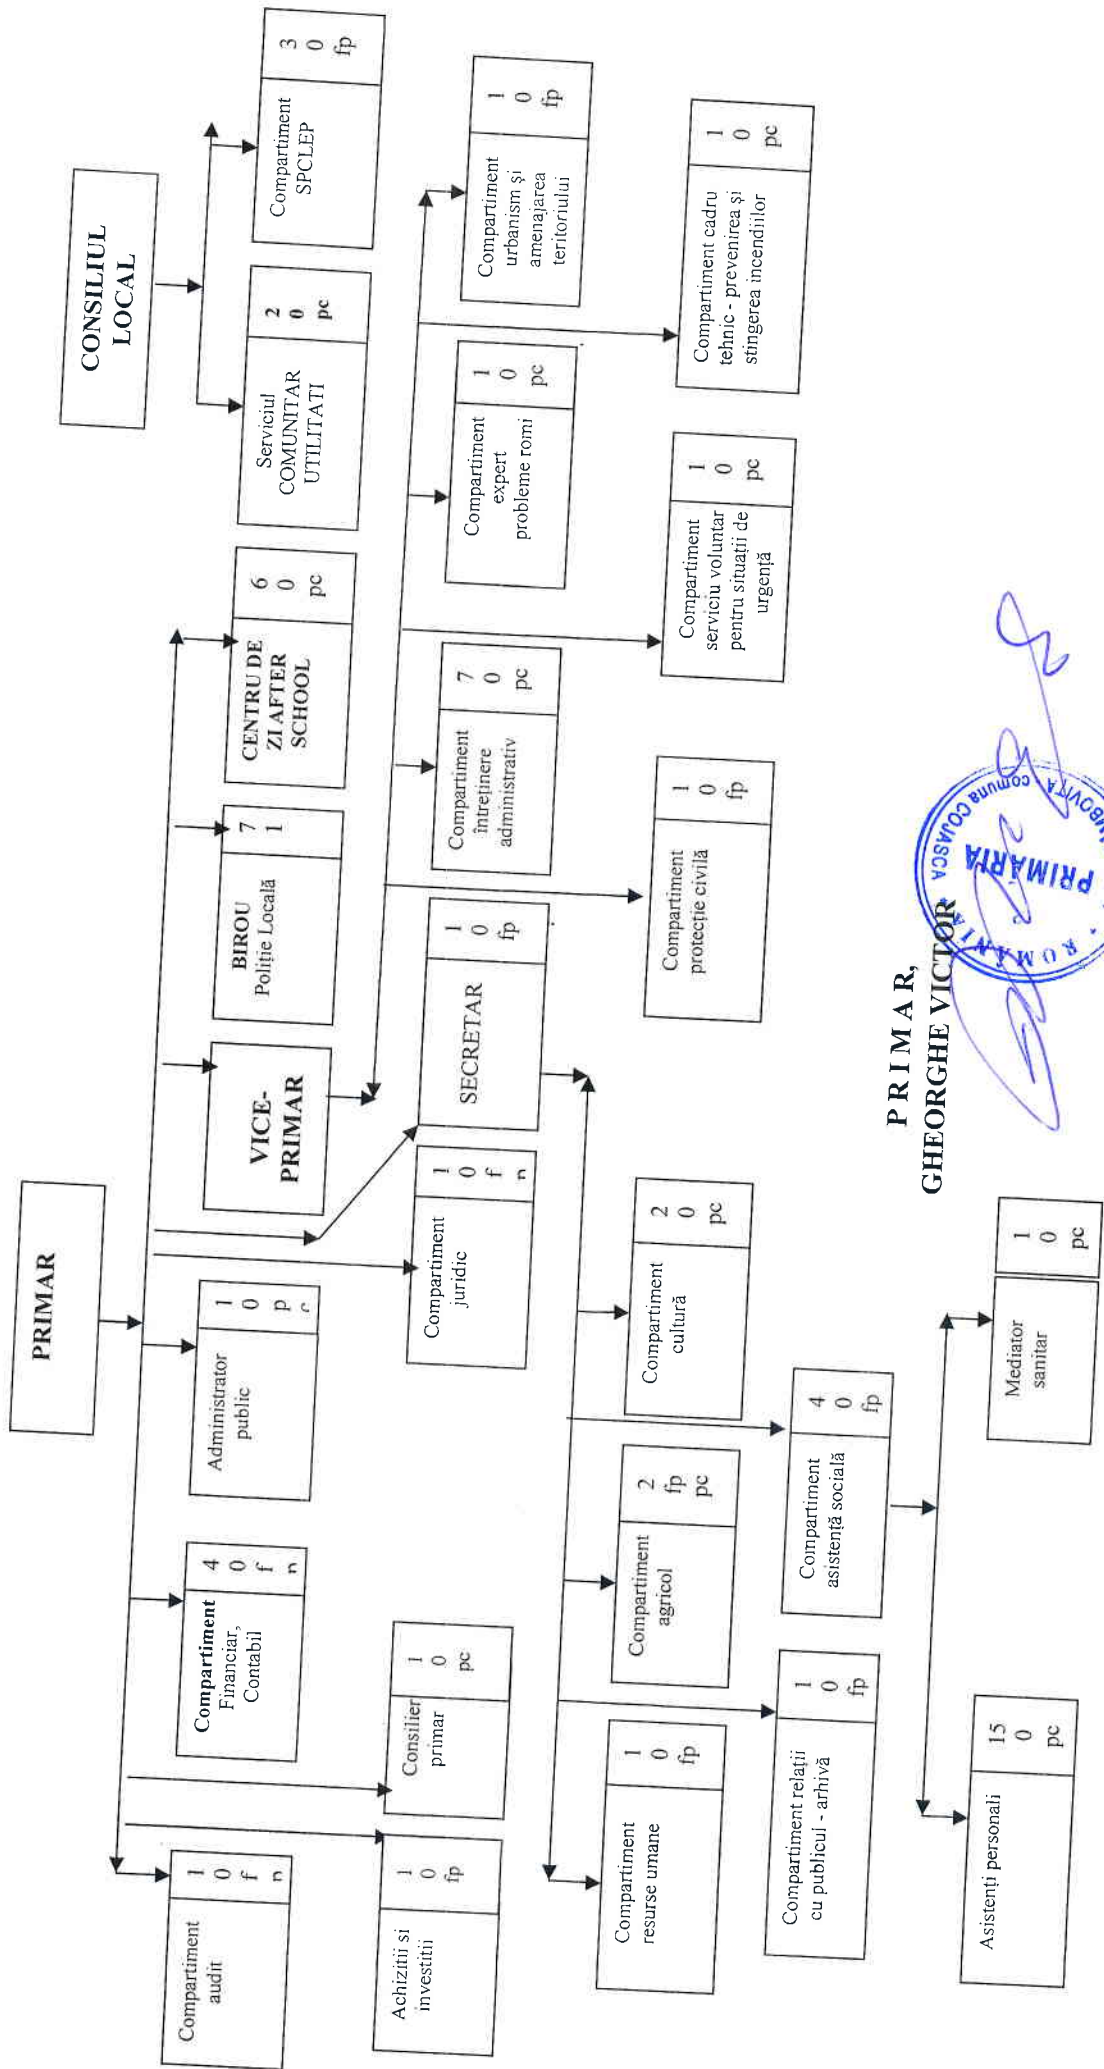 PRIMAR
CONSILIUL
LOCAL
Compartiment
audit
1
0
f
p
Compartiment
Financiar,
Contabil
4
0
f
p
Administrator
public
1
0
p
c
VICE-
PRIMAR
BIROU
Poliție Locală
7
1
CENTRU DE
ZI AFTER
SCHOOL
6
0
pc
Serviciul
COMUNITAR
UTILITATI
2
0
pc
Compartiment
SPCLEP
3
0
fp
Achizitii si
investitii
1
0
fp
Consilier
primar
1
0
pc
Compartiment
juridic
1
0
f
p
SECRETAR
1
0
fp
Compartiment
întreținere
administrativ
7
0
pc
Compartiment
expert
probleme romi
1
0
pc
Compartiment
urbanism și
amenajarea
teritoriului
1
0
fp
Compartiment
resurse umane
1
0
fp
Compartiment
agricol
2
fp
pc
Compartiment
cultură
2
0
pc
Compartiment
protecție civilă
1
0
fp
Compartiment
serviciu voluntar
pentru situații de
urgență
1
0
pc
Compartiment cadru
tehnic - prevenirea și
stingerea incendiilor
1
0
pc
Compartiment relații
cu publicul - arhivă
1
0
fp
Compartiment
asistență socială
4
0
fp
Asistenți personali
15
0
pc
Mediator
sanitar
1
0
pc
PRIMAR,
GHEORGHE VICTOR
ROMÂNIA
comuna COJASCA
PRIMĂRIA